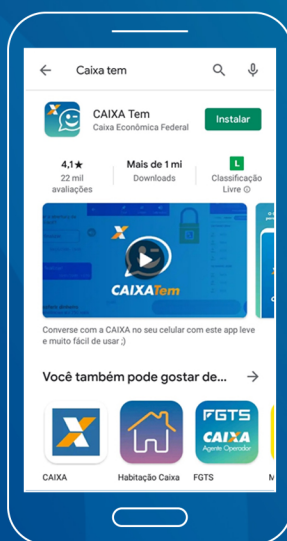 Caixa tem
CAIXA Tem
Caixa Econômica Federal
Instalar
4,1★
22 mil
avaliações
Mais de 1 mi
Downloads
L
Classificação
Livre
CAIXATem
Converse com a CAIXA no seu celular com este app leve
e muito fácil de usar ;)
Você também pode gostar de...
FGTS
CAIXA
Agente Operador
CAIXA
Habitação Caixa
FGTS
M